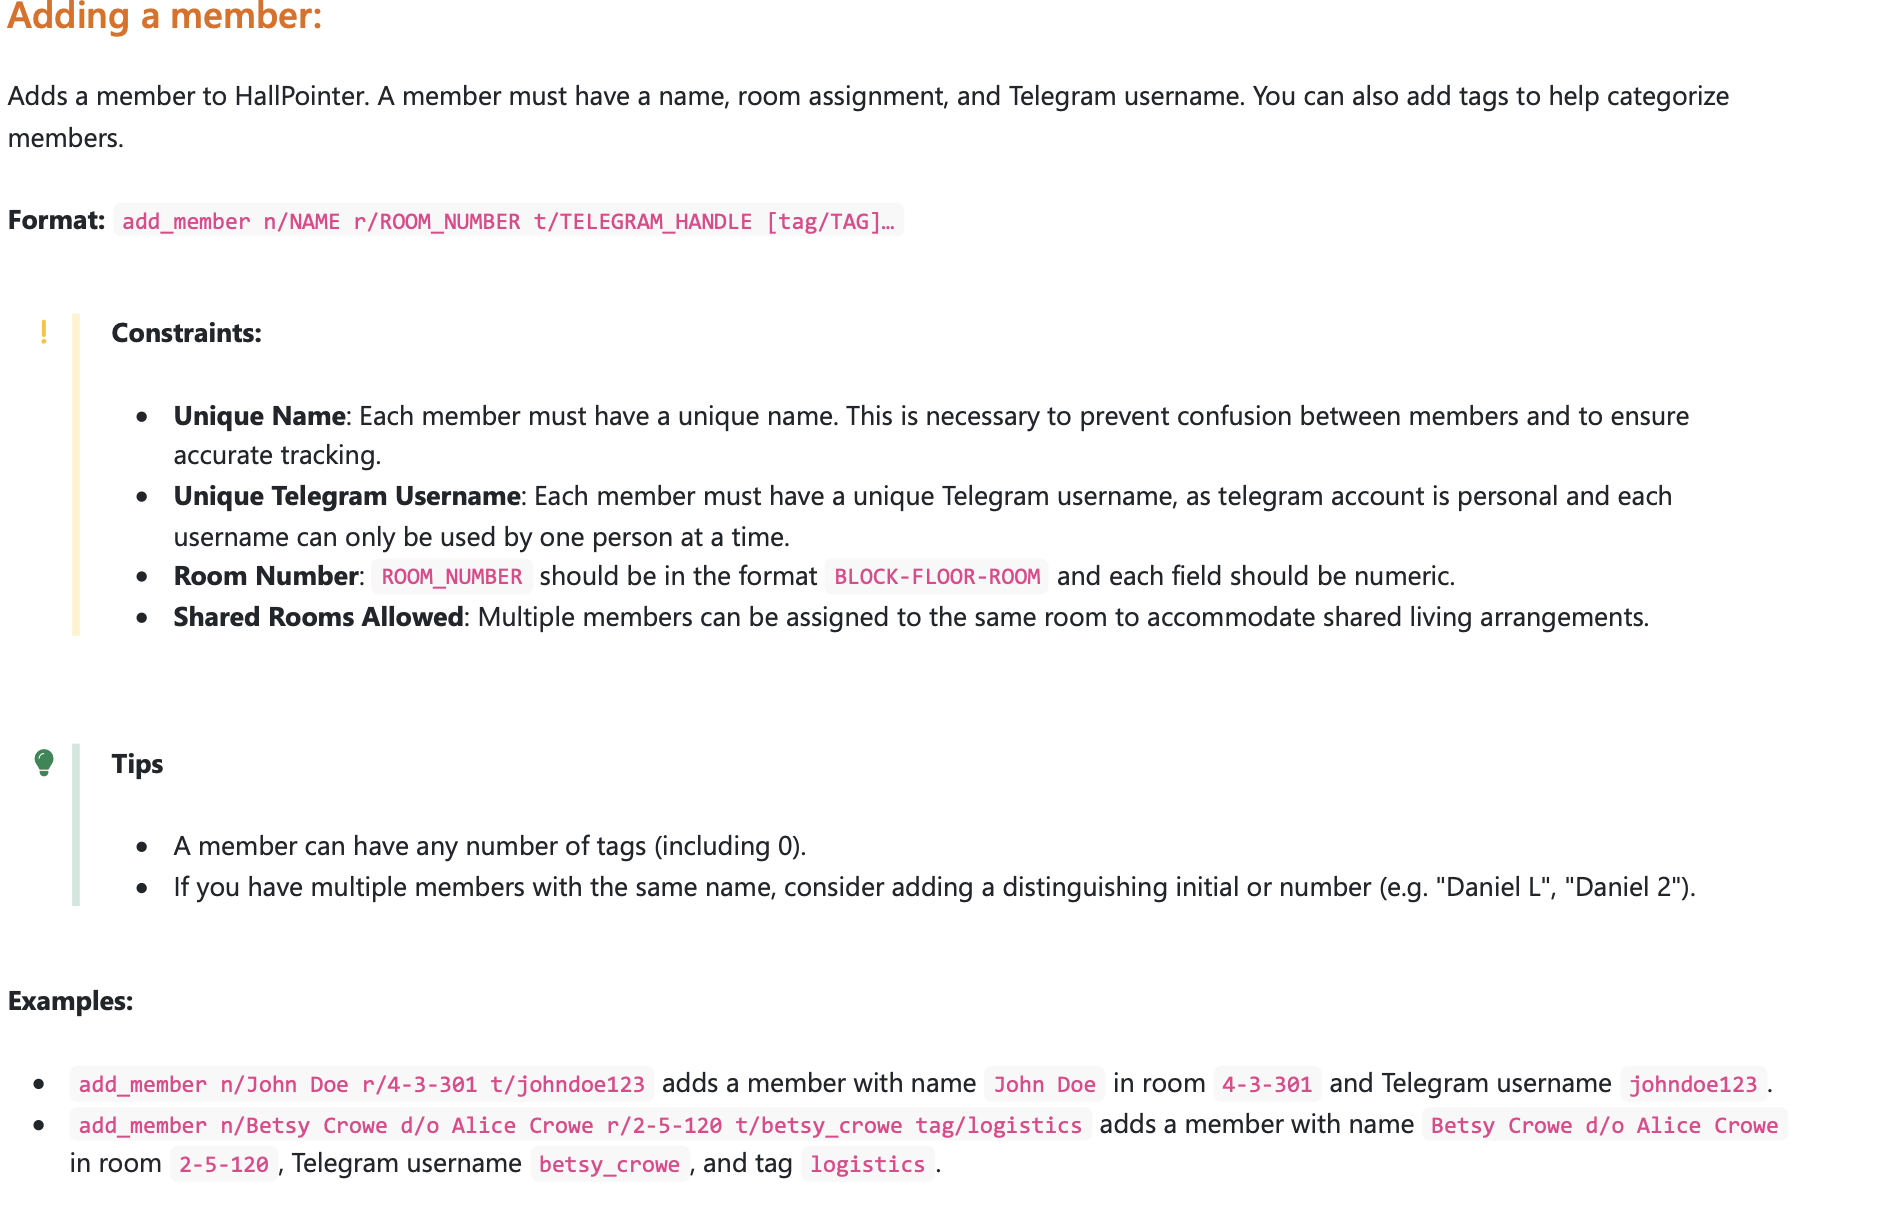 Adding a member:
Adds a member to HallPointer. A member must have a name, room assignment, and Telegram username. You can also add tags to help categorize
members.
Format: add_member n/NAME r/ROOM_NUMBER t/TELEGRAM_HANDLE [tag/TAG]…
! Constraints:
• Unique Name: Each member must have a unique name. This is necessary to prevent confusion between members and to ensure
accurate tracking.
• Unique Telegram Username: Each member must have a unique Telegram username, as telegram account is personal and each
username can only be used by one person at a time.
• Room Number: ROOM_NUMBER should be in the format BLOCK-FLOOR-ROOM and each field should be numeric.
• Shared Rooms Allowed: Multiple members can be assigned to the same room to accommodate shared living arrangements.
Tips
• A member can have any number of tags (including 0).
• If you have multiple members with the same name, consider adding a distinguishing initial or number (e.g. "Daniel L", "Daniel 2").
Examples:
• add_member n/John Doe r/4-3-301 t/johndoe123 adds a member with name John Doe in room 4-3-301 and Telegram username johndoe123.
• add_member n/Betsy Crowe d/o Alice Crowe r/2-5-120 t/betsy_crowe tag/logistics adds a member with name Betsy Crowe d/o Alice Crowe
in room 2-5-120, Telegram username betsy_crowe, and tag logistics.